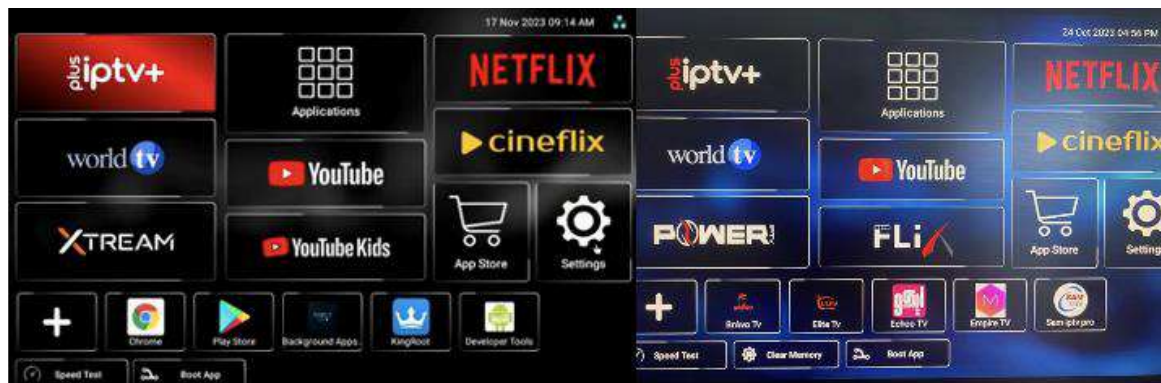 17 Nov 2023 09:14 AM
plus iptv+
Applications
NETFLIX
world tv
YouTube
cineflix
XTREAM
YouTube Kids
App Store
Settings
+
Chrome
Play Store
Background Apps
KingRoot
Developer Tools
Speed Test
Boot App
24 Oct 2023 04:56 PM
plus iptv+
Applications
NETFLIX
world tv
YouTube
cineflix
POWER
FLiX
App Store
Setting
+
Bravo Tv
Elite Tv
Echoo TV
Empire TV
Sam iptv pro
Speed Test
Clear Memory
Boot App